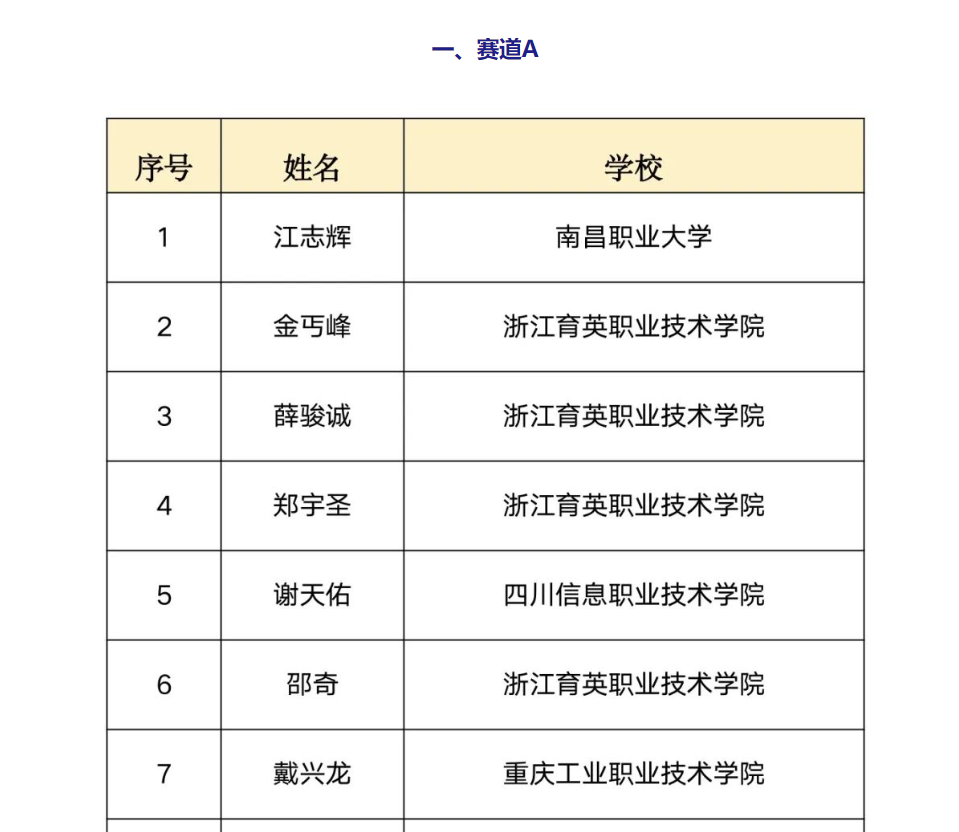 一、赛道A
序号 姓名 学校
1 江志辉 南昌职业大学
2 金丐峰 浙江育英职业技术学院
3 薛骏诚 浙江育英职业技术学院
4 郑宇圣 浙江育英职业技术学院
5 谢天佑 四川信息职业技术学院
6 邵奇 浙江育英职业技术学院
7 戴兴龙 重庆工业职业技术学院